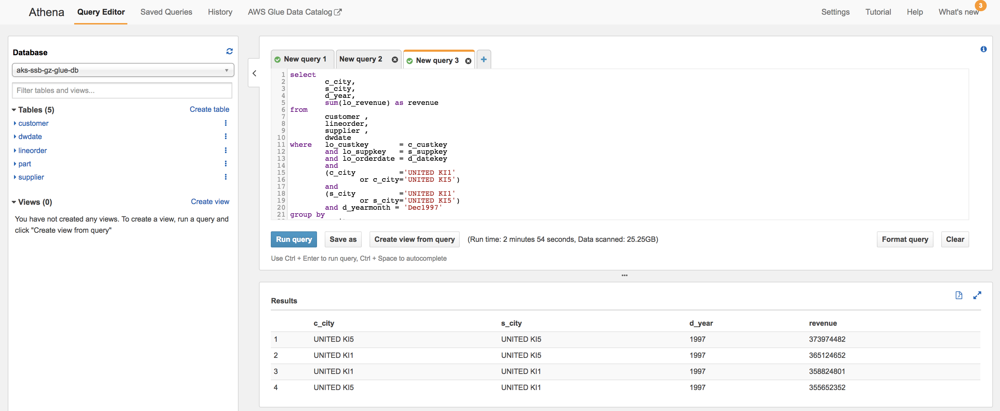 Athena Query Editor Saved Queries History AWS Glue Data Catalog Settings Tutorial Help What's new 3
Database
aks-ssb-gz-glue-db
Filter tables and views...
Tables (5) Create table
customer
dwdate
lineorder
part
supplier
Views (0) Create view
You have not created any views. To create a view, run a query and
click "Create view from query"
New query 1 New query 2 New query 3 +
1 select
2 c_city,
3 s_city,
4 d_year,
5 sum(lo_revenue) as revenue
6 from
7 customer ,
8 lineorder,
9 supplier ,
10 dwdate
11 where lo_custkey = c_custkey
12 and lo_suppkey = s_suppkey
13 and lo_orderdate = d_datekey
14 and
15 (c_city ='UNITED KI1'
16 or c_city='UNITED KI5')
17 and
18 (s_city ='UNITED KI1'
19 or s_city='UNITED KI5')
20 and d_yearmonth = 'Dec1997'
21 group by
Run query Save as Create view from query (Run time: 2 minutes 54 seconds, Data scanned: 25.25GB) Format query Clear
Use Ctrl + Enter to run query, Ctrl + Space to autocomplete
Results
c_city s_city d_year revenue
1 UNITED KI5 UNITED KI5 1997 373974482
2 UNITED KI1 UNITED KI5 1997 365124652
3 UNITED KI1 UNITED KI1 1997 358824801
4 UNITED KI5 UNITED KI1 1997 355652352